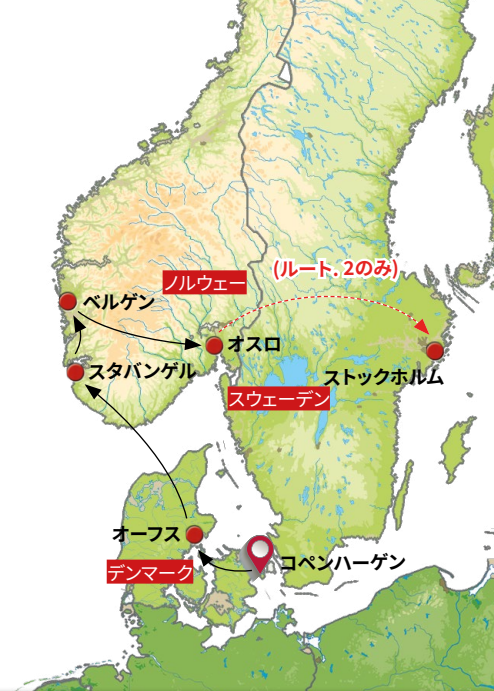 (ルート. 2のみ)
ノルウェー
ベルゲン
オスロ
スタバンゲル
ストックホルム
スウェーデン
オーフス
コペンハーゲン
デンマーク